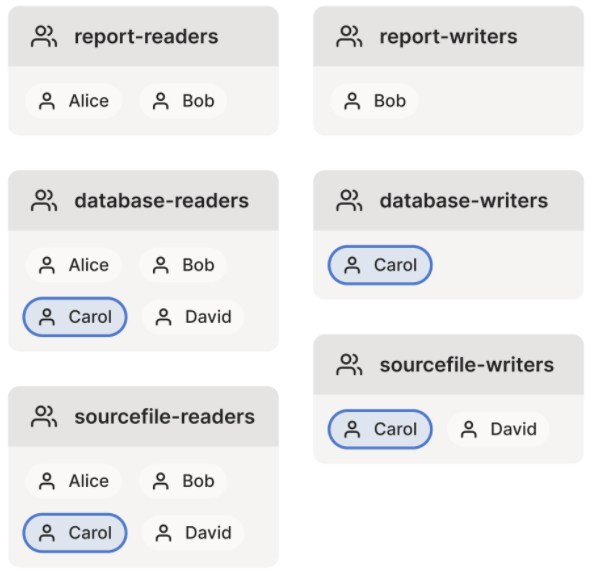 report-readers
Alice Bob
report-writers
Bob
database-readers
Alice Bob
Carol David
database-writers
Carol
sourcefile-readers
Alice Bob
Carol David
sourcefile-writers
Carol David